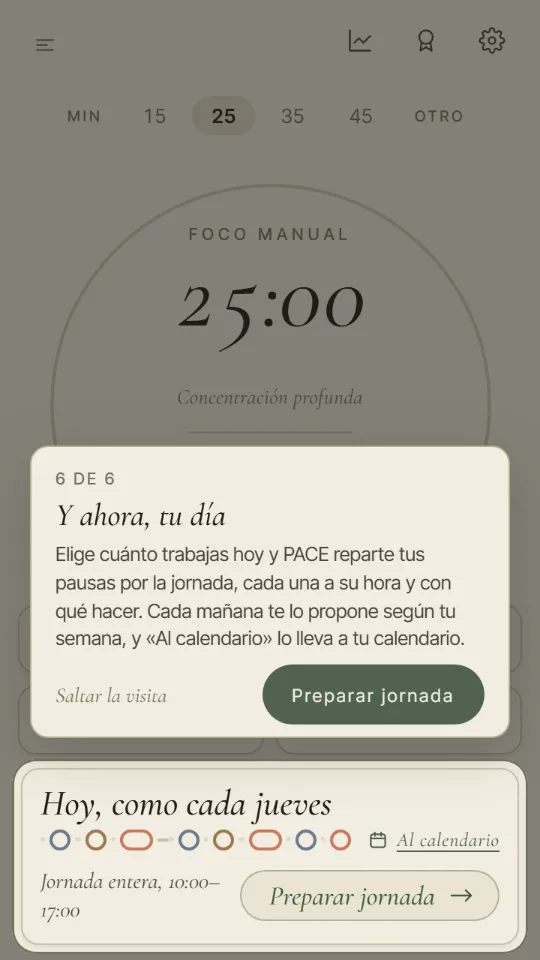 MIN 15 25 35 45 OTRO
FOCO MANUAL
25:00
Concentración profunda
6 DE 6
Y ahora, tu día
Elige cuánto trabajas hoy y PACE reparte tus
pausas por la jornada, cada una a su hora y con
qué hacer. Cada mañana te lo propone según tu
semana, y «Al calendario» lo lleva a tu calendario.
Saltar la visita
Preparar jornada
Hoy, como cada jueves
Al calendario
Jornada entera, 10:00–
17:00
Preparar jornada →